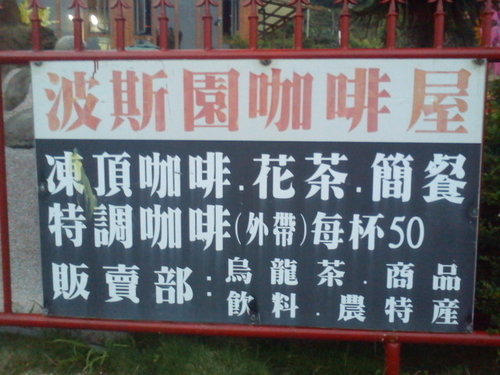 波斯園咖啡屋
凍頂咖啡.花茶.簡餐
特調咖啡(外帶)每杯50
販賣部:烏龍茶.商品
飲料.農特産